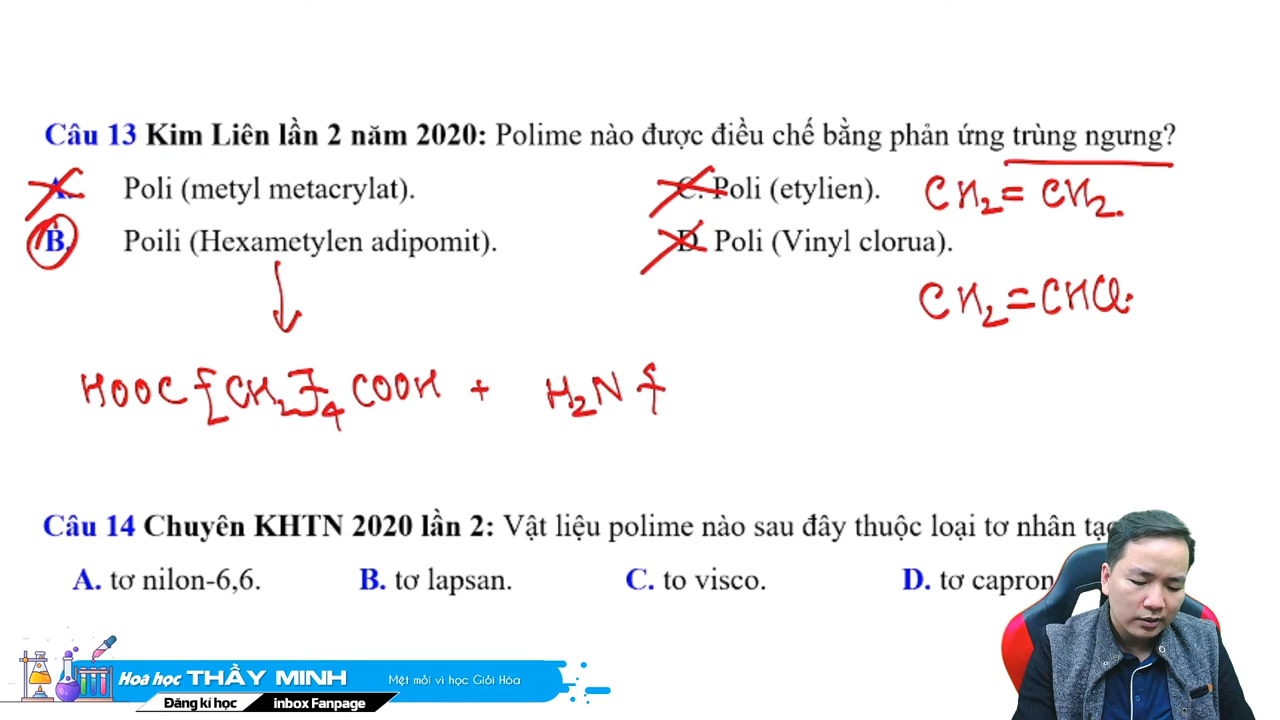 Câu 13 Kim Liên lần 2 năm 2020: Polime nào được điều chế bằng phản ứng trùng ngưng?
A. Poli (metyl metacrylat). C. Poli (etylien). CH2=CH2.
B. Poili (Hexametylen adipomit). D. Poli (Vinyl clorua).
CH2=CHCl.
HOOC[CH2]4COOH + H2N[
Câu 14 Chuyên KHTN 2020 lần 2: Vật liệu polime nào sau đây thuộc loại tơ nhân tạo
A. tơ nilon-6,6. B. tơ lapsan. C. to visco. D. tơ capron
Hoá học THẦY MINH Mệt mỏi vì học Giỏi Hóa
Đăng kí học inbox Fanpage